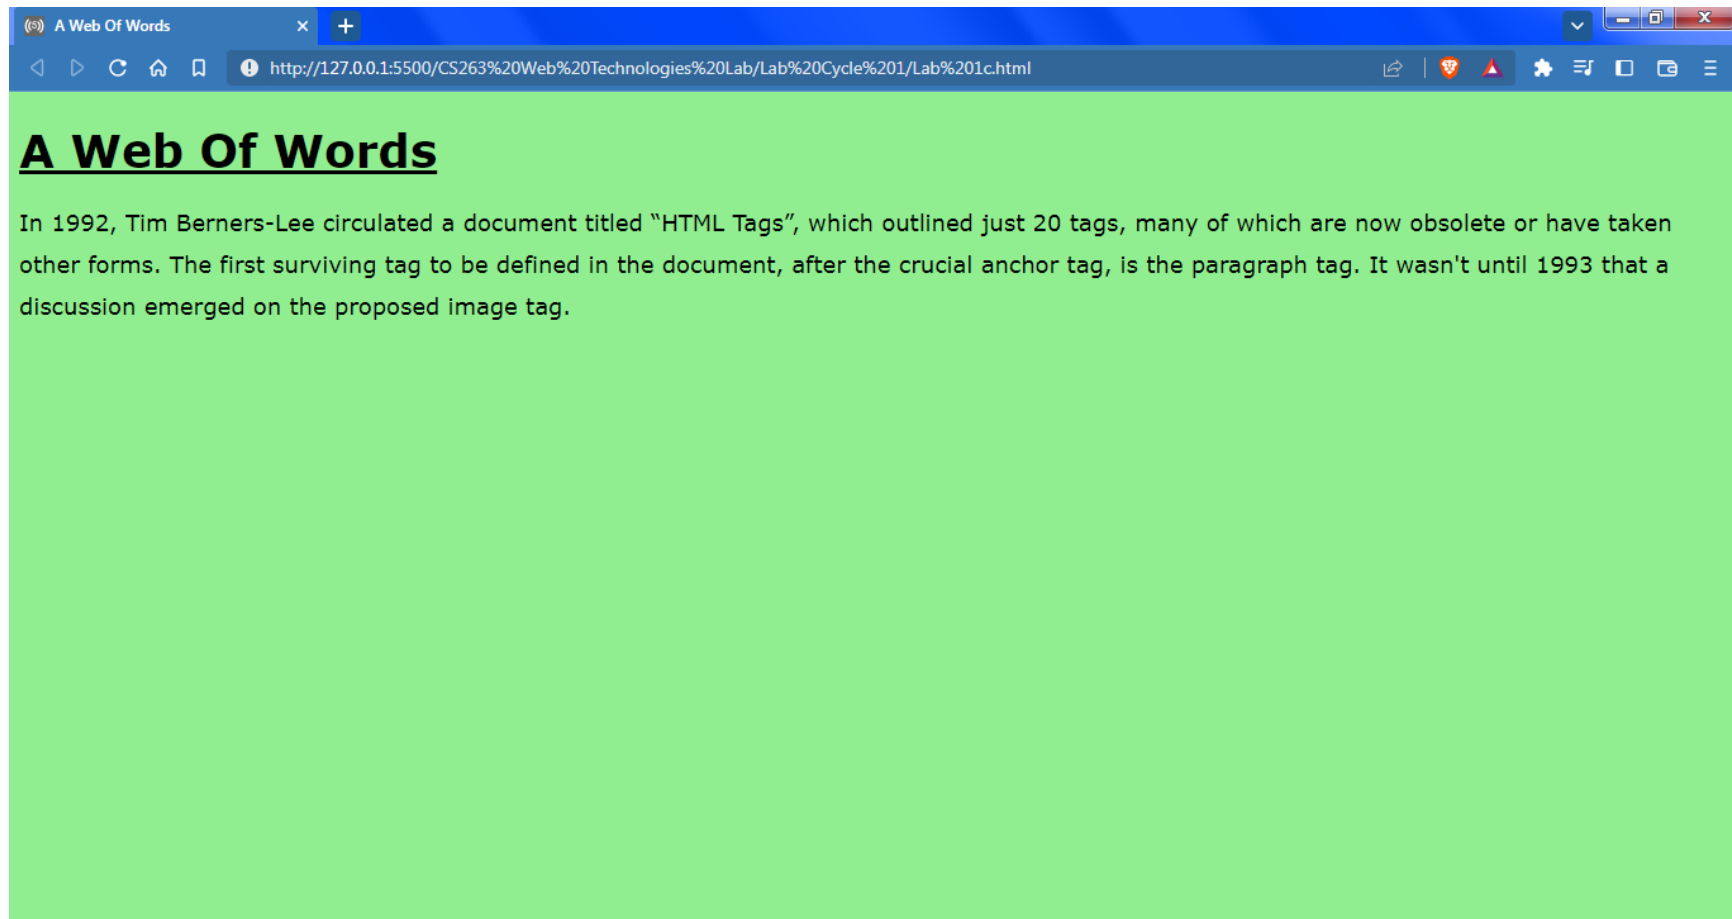 A Web Of Words
http://127.0.0.1:5500/CS263%20Web%20Technologies%20Lab/Lab%20Cycle%201/Lab%201c.html
A Web Of Words
In 1992, Tim Berners-Lee circulated a document titled “HTML Tags”, which outlined just 20 tags, many of which are now obsolete or have taken
other forms. The first surviving tag to be defined in the document, after the crucial anchor tag, is the paragraph tag. It wasn't until 1993 that a
discussion emerged on the proposed image tag.